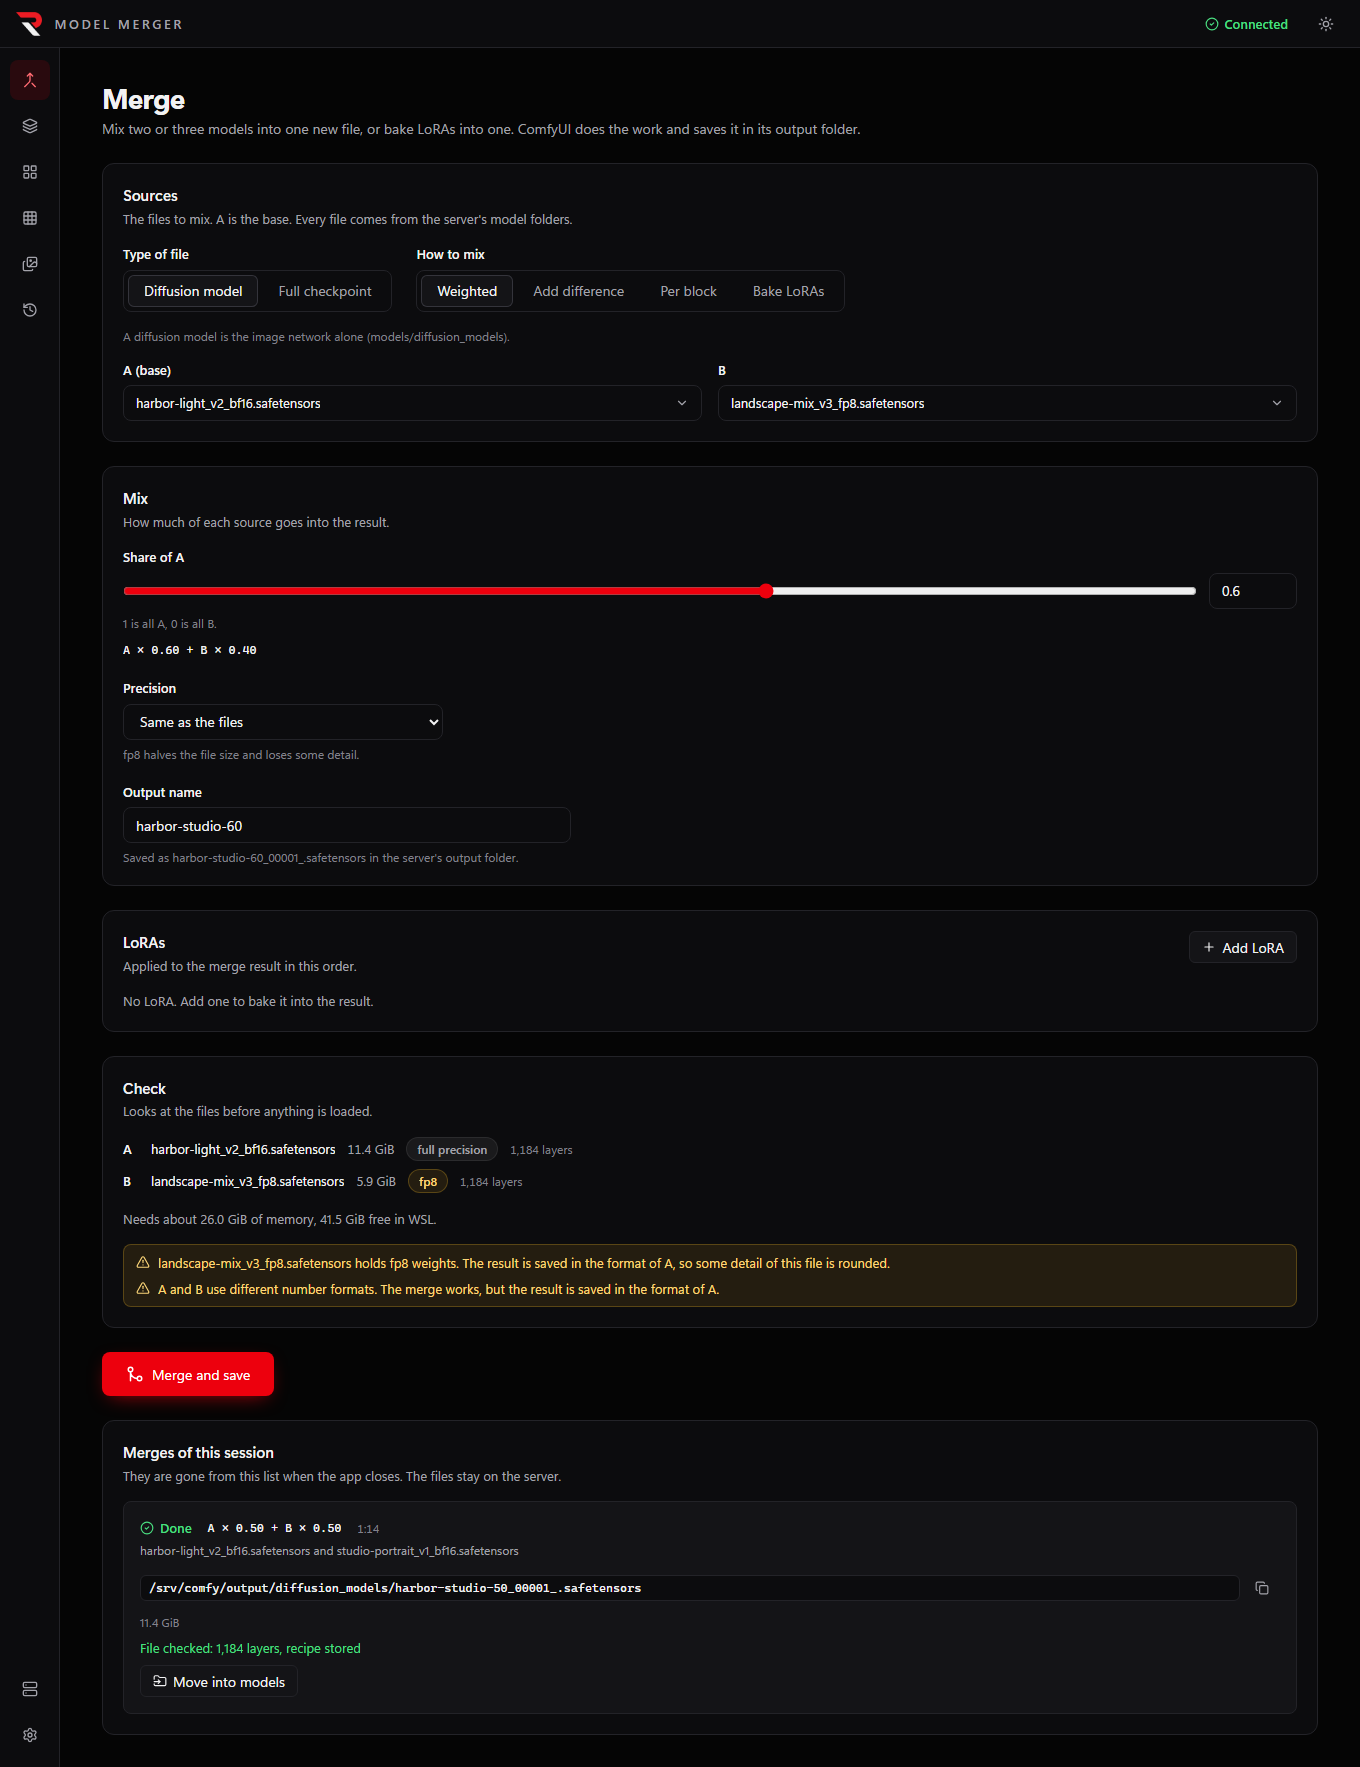 MODEL MERGER
Connected
Merge
Mix two or three models into one new file, or bake LoRAs into one. ComfyUI does the work and saves it in its output folder.
Sources
The files to mix. A is the base. Every file comes from the server's model folders.
Type of file
How to mix
Diffusion model
Full checkpoint
Weighted
Add difference
Per block
Bake LoRAs
A diffusion model is the image network alone (models/diffusion_models).
A (base)
B
harbor-light_v2_bf16.safetensors
landscape-mix_v3_fp8.safetensors
Mix
How much of each source goes into the result.
Share of A
0.6
1 is all A, 0 is all B.
A × 0.60 + B × 0.40
Precision
Same as the files
fp8 halves the file size and loses some detail.
Output name
harbor-studio-60
Saved as harbor-studio-60_00001_.safetensors in the server's output folder.
LoRAs
Add LoRA
Applied to the merge result in this order.
No LoRA. Add one to bake it into the result.
Check
Looks at the files before anything is loaded.
A harbor-light_v2_bf16.safetensors 11.4 GiB full precision 1,184 layers
B landscape-mix_v3_fp8.safetensors 5.9 GiB fp8 1,184 layers
Needs about 26.0 GiB of memory, 41.5 GiB free in WSL.
landscape-mix_v3_fp8.safetensors holds fp8 weights. The result is saved in the format of A, so some detail of this file is rounded.
A and B use different number formats. The merge works, but the result is saved in the format of A.
Merge and save
Merges of this session
They are gone from this list when the app closes. The files stay on the server.
Done A × 0.50 + B × 0.50 1:14
harbor-light_v2_bf16.safetensors and studio-portrait_v1_bf16.safetensors
/srv/comfy/output/diffusion_models/harbor-studio-50_00001_.safetensors
11.4 GiB
File checked: 1,184 layers, recipe stored
Move into models